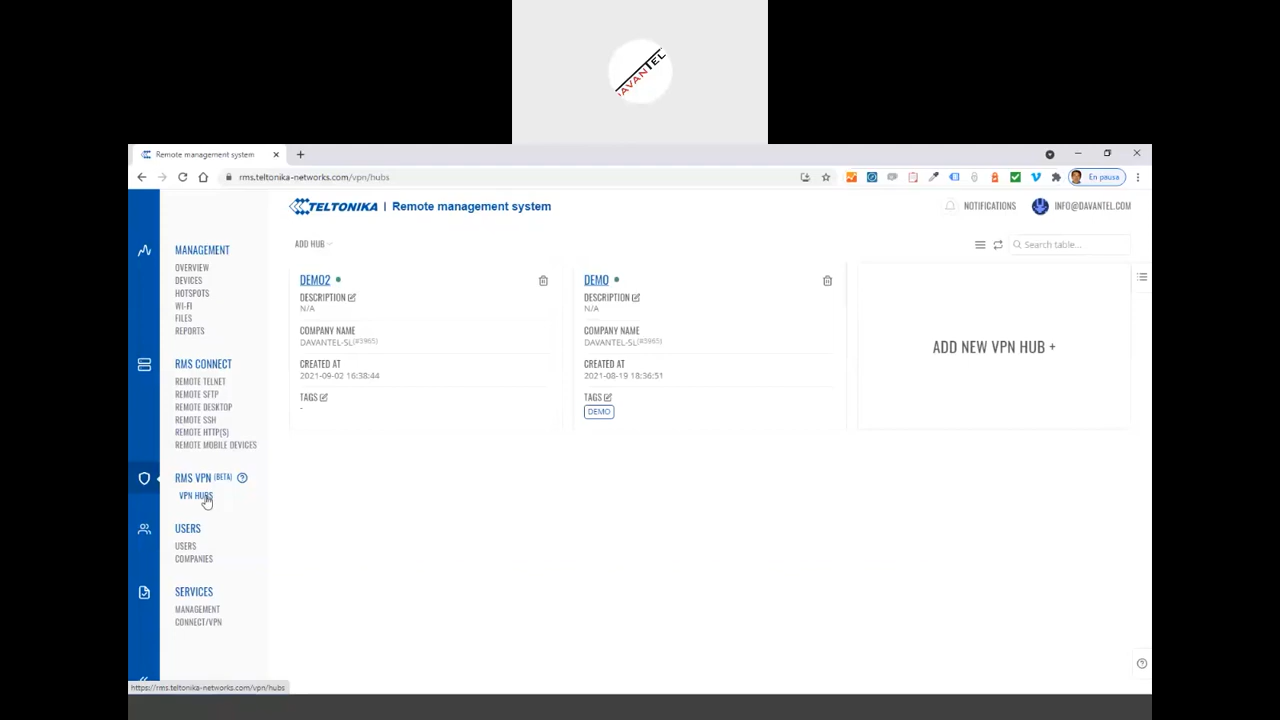 DAVANTEL
Remote management system
rms.teltonika-networks.com/vpn/hubs
En pausa
TELTONIKA | Remote management system
NOTIFICATIONS
INFO@DAVANTEL.COM
MANAGEMENT
OVERVIEW
DEVICES
HOTSPOTS
WI-FI
FILES
REPORTS
RMS CONNECT
REMOTE TELNET
REMOTE SFTP
REMOTE DESKTOP
REMOTE SSH
REMOTE HTTP(S)
REMOTE MOBILE DEVICES
RMS VPN (BETA)
VPN HUBS
USERS
USERS
COMPANIES
SERVICES
MANAGEMENT
CONNECT/VPN
ADD HUB
Search table...
DEMO2
DESCRIPTION
N/A
COMPANY NAME
DAVANTEL-SL(#3965)
CREATED AT
2021-09-02 16:38:44
TAGS
-
DEMO
DESCRIPTION
N/A
COMPANY NAME
DAVANTEL-SL(#3965)
CREATED AT
2021-08-19 18:36:51
TAGS
DEMO
ADD NEW VPN HUB +
https://rms.teltonika-networks.com/vpn/hubs